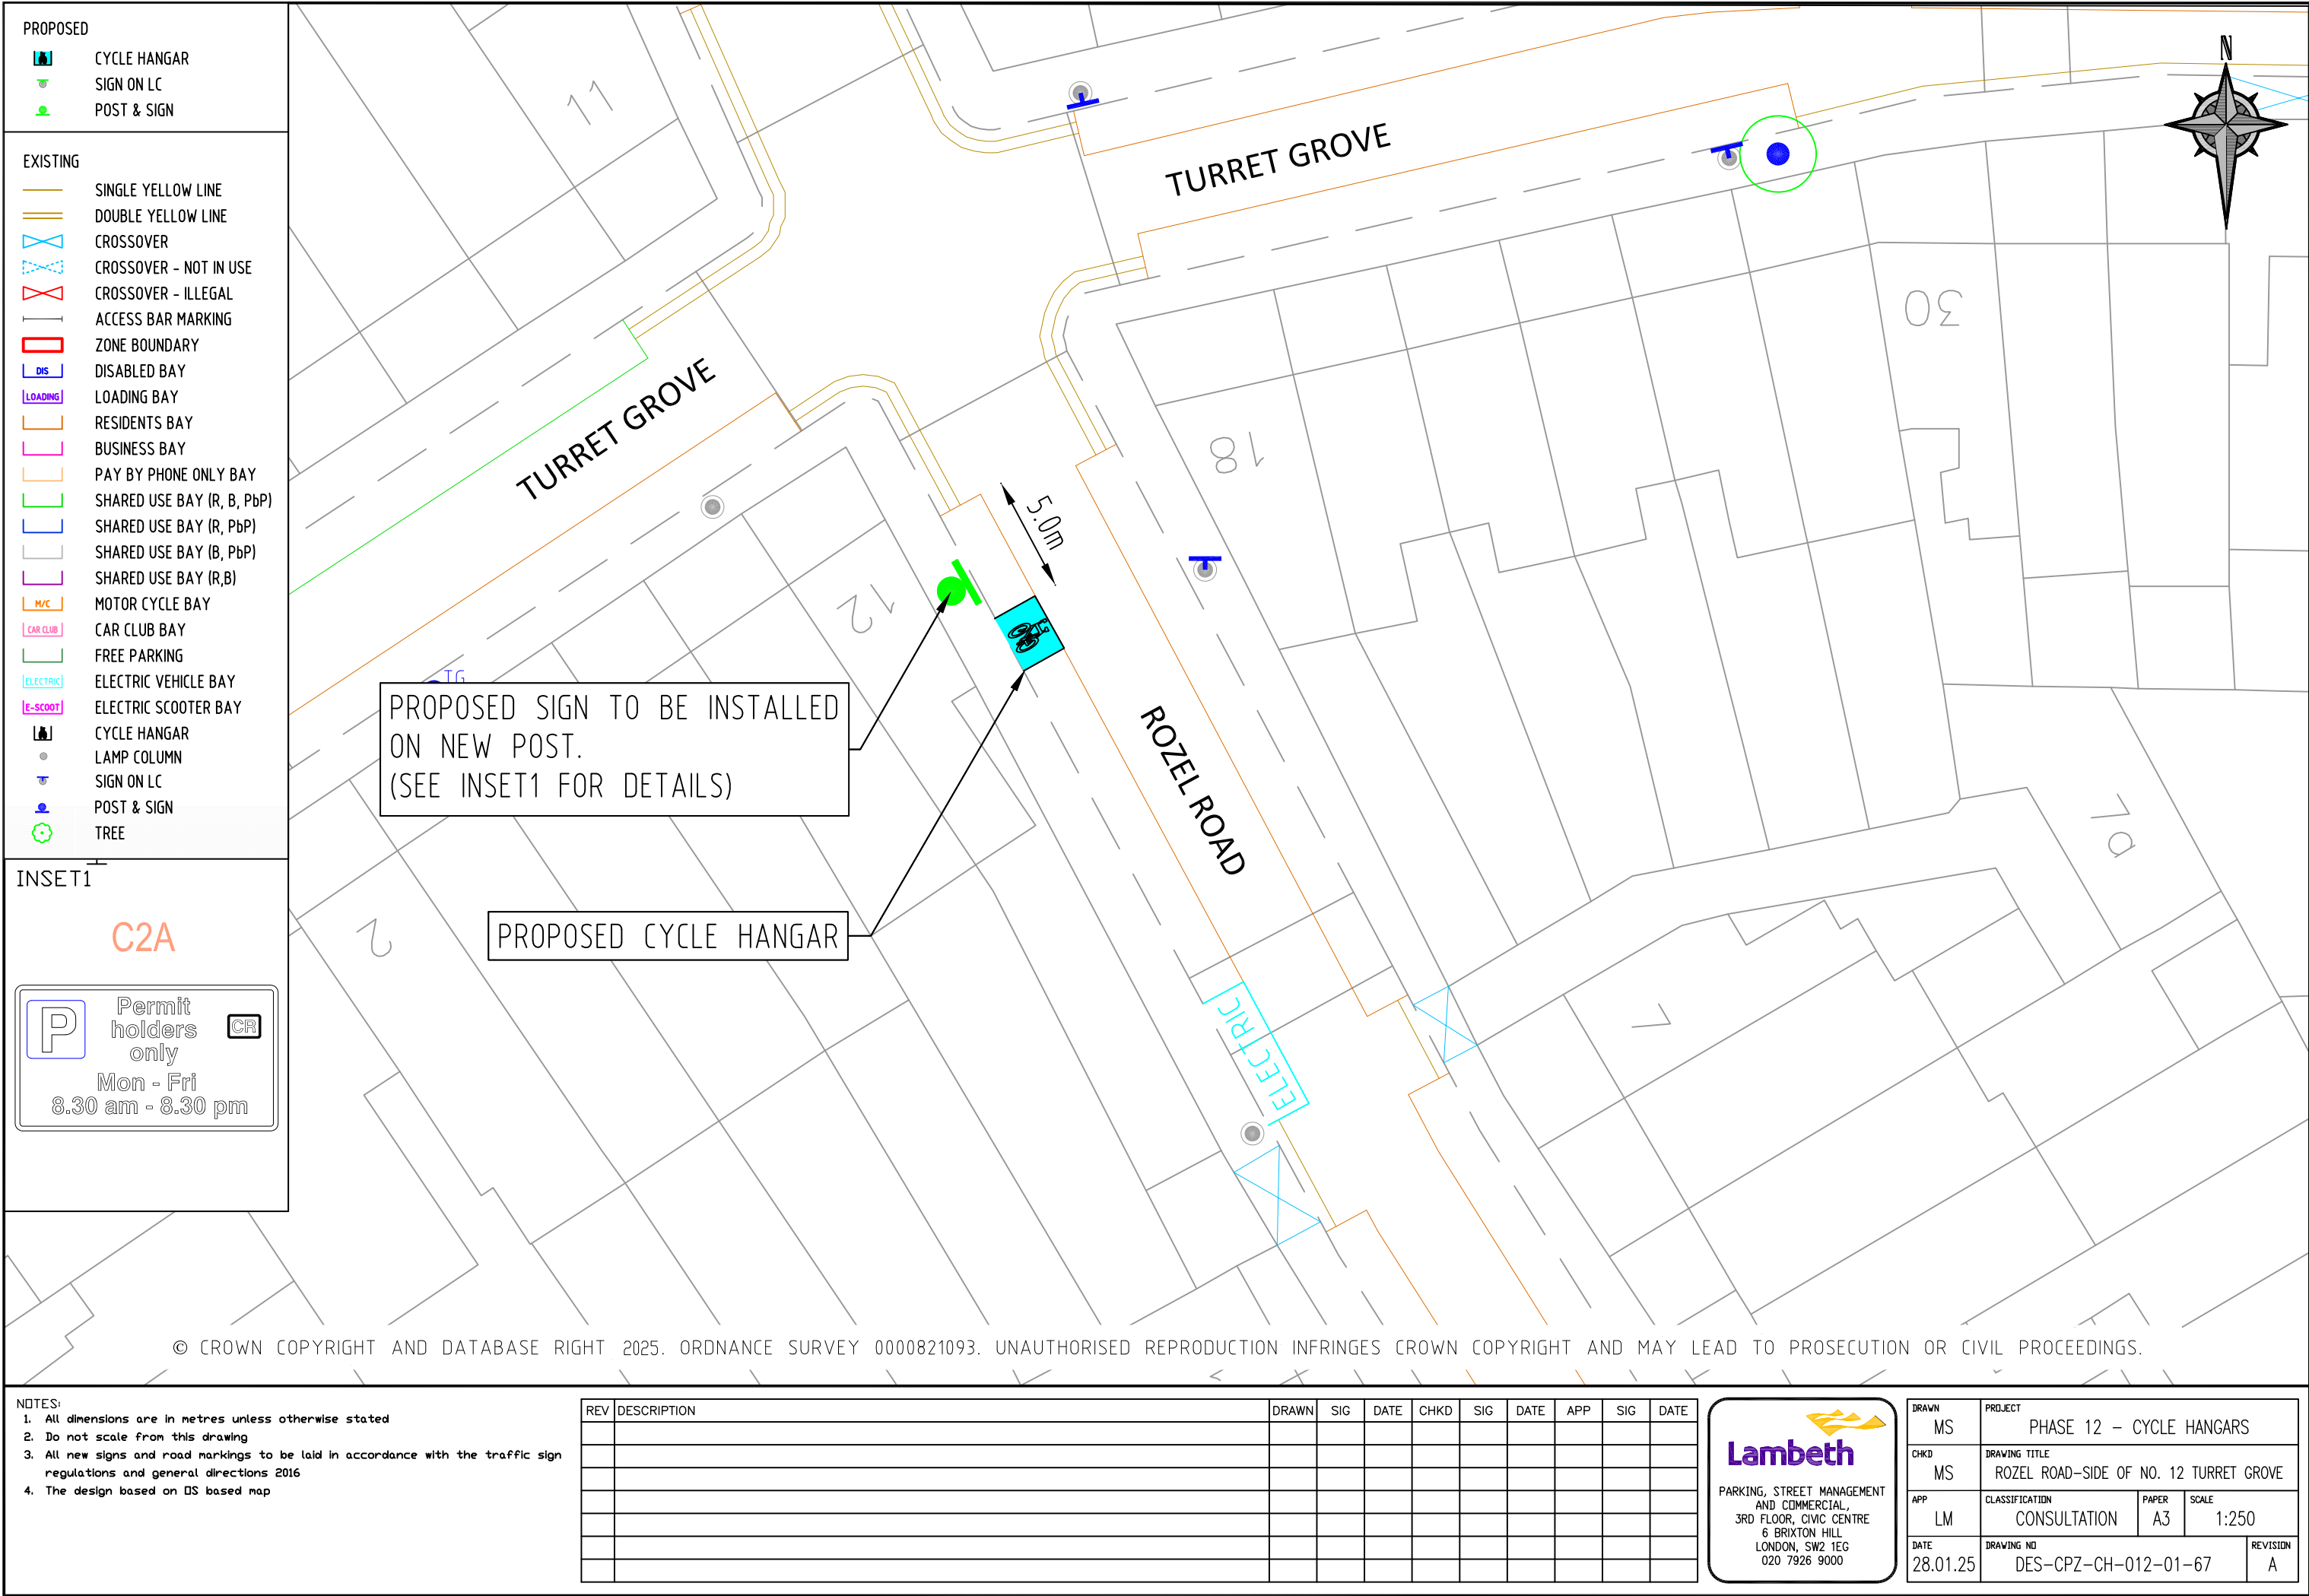 PROPOSED
CYCLE HANGAR
SIGN ON LC
POST & SIGN
EXISTING
SINGLE YELLOW LINE
DOUBLE YELLOW LINE
CROSSOVER
CROSSOVER - NOT IN USE
CROSSOVER - ILLEGAL
ACCESS BAR MARKING
ZONE BOUNDARY
DIS DISABLED BAY
LOADING LOADING BAY
RESIDENTS BAY
BUSINESS BAY
PAY BY PHONE ONLY BAY
SHARED USE BAY (R, B, PbP)
SHARED USE BAY (R, PbP)
SHARED USE BAY (B, PbP)
SHARED USE BAY (R,B)
M/C MOTOR CYCLE BAY
CAR CLUB CAR CLUB BAY
FREE PARKING
ELECTRIC ELECTRIC VEHICLE BAY
E-SCOOT ELECTRIC SCOOTER BAY
CYCLE HANGAR
LAMP COLUMN
SIGN ON LC
POST & SIGN
TREE
INSET1
C2A
P
Permit
holders
only
CR
Mon - Fri
8.30 am - 8.30 pm
N
11
TURRET GROVE
TURRET GROVE
30
18
5.0m
12
TG
PROPOSED SIGN TO BE INSTALLED
ON NEW POST.
(SEE INSET1 FOR DETAILS)
ROZEL ROAD
1a
2
PROPOSED CYCLE HANGAR
ELECTRIC
7
© CROWN COPYRIGHT AND DATABASE RIGHT 2025. ORDNANCE SURVEY 0000821093. UNAUTHORISED REPRODUCTION INFRINGES CROWN COPYRIGHT AND MAY LEAD TO PROSECUTION OR CIVIL PROCEEDINGS.
NOTES:
1. All dimensions are in metres unless otherwise stated
2. Do not scale from this drawing
3. All new signs and road markings to be laid in accordance with the traffic sign
regulations and general directions 2016
4. The design based on OS based map
REV DESCRIPTION DRAWN SIG DATE CHKD SIG DATE APP SIG DATE
Lambeth
PARKING, STREET MANAGEMENT
AND COMMERCIAL,
3RD FLOOR, CIVIC CENTRE
6 BRIXTON HILL
LONDON, SW2 1EG
020 7926 9000
DRAWN
MS
PROJECT
PHASE 12 - CYCLE HANGARS
CHKD
MS
DRAWING TITLE
ROZEL ROAD-SIDE OF NO. 12 TURRET GROVE
APP
LM
CLASSIFICATION
CONSULTATION
PAPER
A3
SCALE
1:250
DATE
28.01.25
DRAWING NO
DES-CPZ-CH-012-01-67
REVISION
A